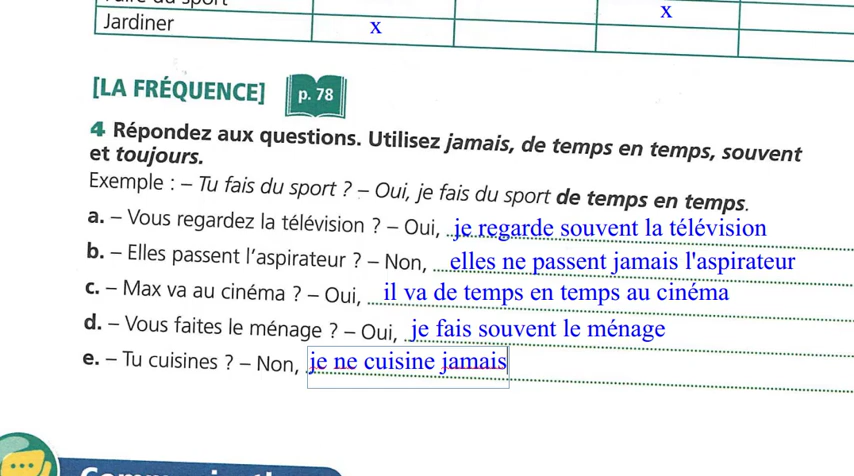 x
Jardiner x
[LA FRÉQUENCE] p. 78
4 Répondez aux questions. Utilisez jamais, de temps en temps, souvent
et toujours.
Exemple : – Tu fais du sport ? – Oui, je fais du sport de temps en temps.
a. – Vous regardez la télévision ? – Oui, je regarde souvent la télévision
b. – Elles passent l'aspirateur ? – Non, elles ne passent jamais l'aspirateur
c. – Max va au cinéma ? – Oui, il va de temps en temps au cinéma
d. – Vous faites le ménage ? – Oui, je fais souvent le ménage
e. – Tu cuisines ? – Non, je ne cuisine jamais